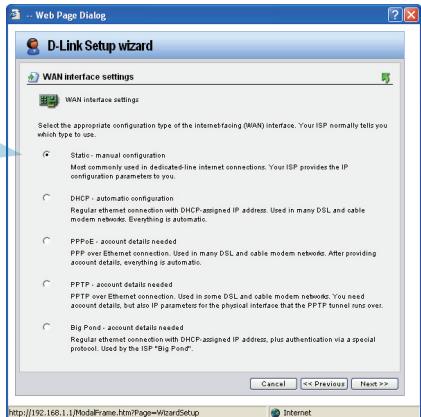 -- Web Page Dialog
D-Link Setup wizard
WAN interface settings
WAN interface settings
Select the appropriate configuration type of the internet-facing (WAN) interface. Your ISP normally tells you
which type to use.
Static - manual configuration
Most commonly used in dedicated-line internet connections. Your ISP provides the IP
configuration parameters to you.
DHCP - automatic configuration
Regular ethernet connection with DHCP-assigned IP address. Used in many DSL and cable
modem networks. Everything is automatic.
PPPoE - account details needed
PPP over Ethernet connection. Used in many DSL and cable modem networks. After providing
account details, everything is automatic.
PPTP - account details needed
PPTP over Ethernet connection. Used in some DSL and cable modem networks. You need
account details, but also IP parameters for the physical interface that the PPTP tunnel runs over.
Big Pond - account details needed
Regular ethernet connection with DHCP-assigned IP address, plus authentication via a special
protocol. Used by the ISP "Big Pond".
Cancel << Previous Next >>
http://192.168.1.1/ModalFrame.htm?Page=WizardSetup Internet